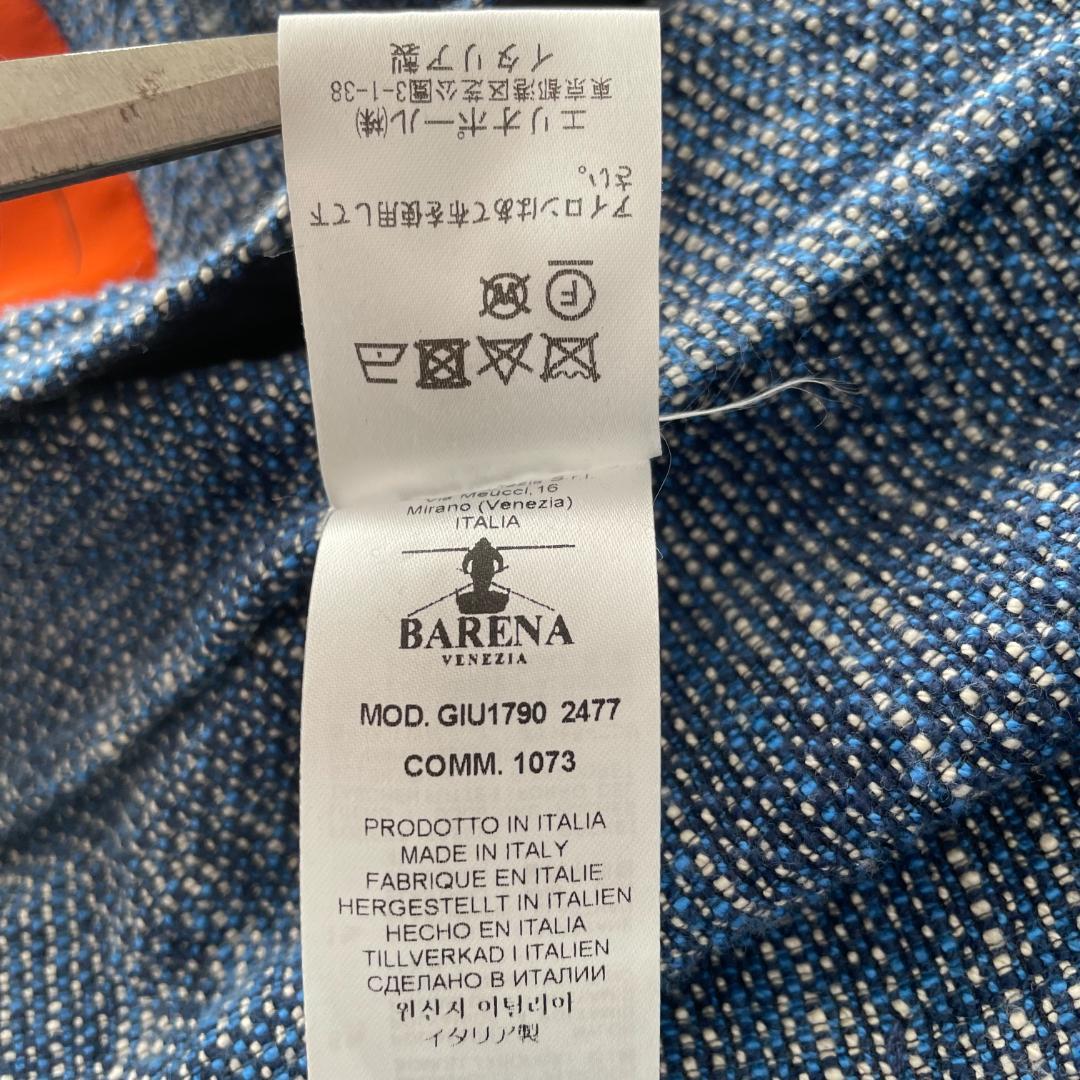 イタリア製
東京都港区芝公園3-1-38
エリオポール(株)
さい。
アイロンはあて布を使用して下
F
W
Via Meucci,16
Mirano (Venezia)
ITALIA
BARENA
VENEZIA
MOD. GIU1790 2477
COMM. 1073
PRODOTTO IN ITALIA
MADE IN ITALY
FABRIQUE EN ITALIE
HERGESTELLT IN ITALIEN
HECHO EN ITALIA
TILLVERKAD I ITALIEN
СДЕЛАНО В ИТАЛИИ
원산지 이털리아
イタリア製